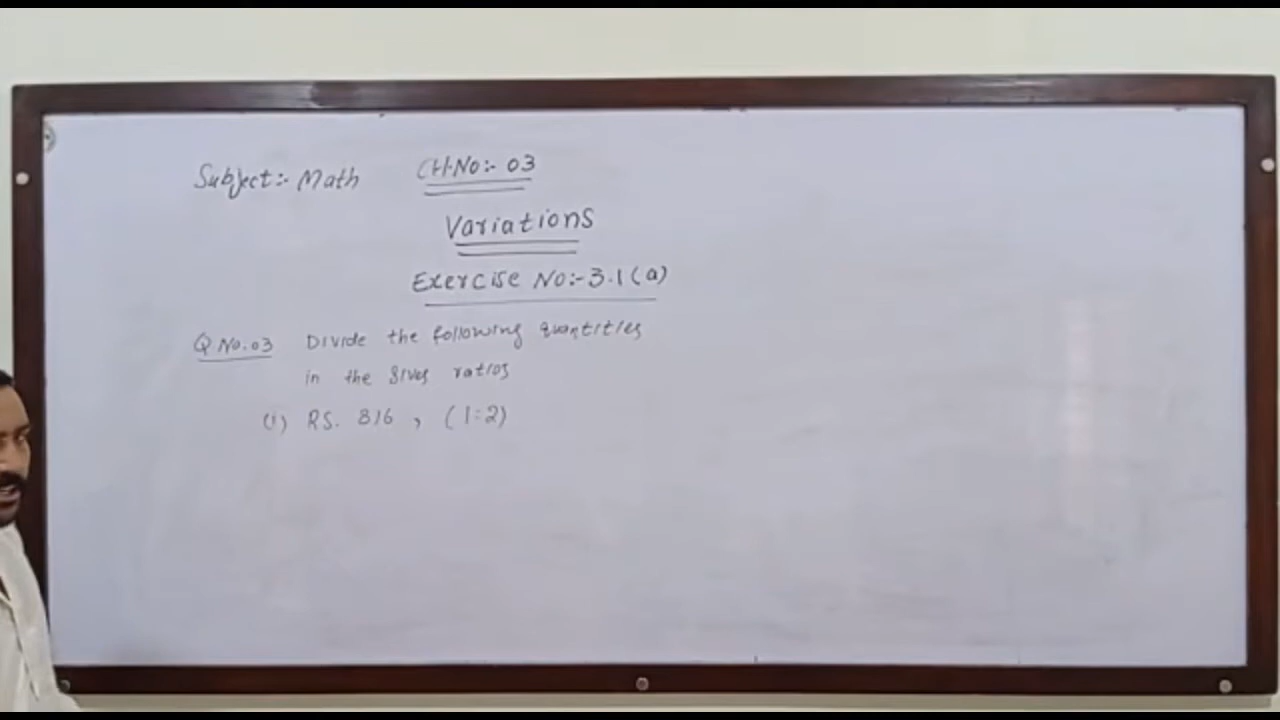 Subject:- Math CH.No:- 03
Variations
Exercise No:- 3.1(a)
Q No.03 Divide the following quantities
in the given ratios
(i) RS. 816 , (1:2)